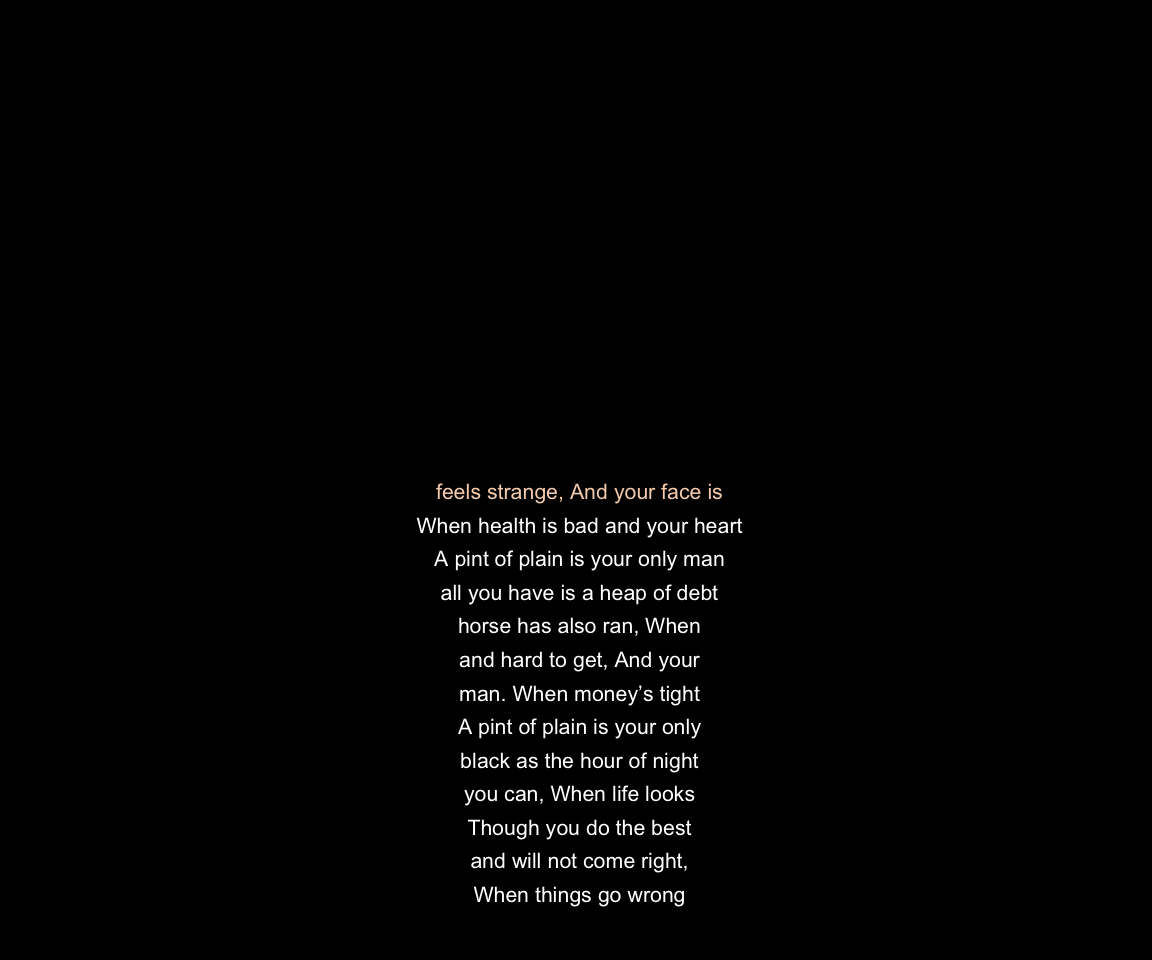 feels strange, And your face is
When health is bad and your heart
A pint of plain is your only man
all you have is a heap of debt
horse has also ran, When
and hard to get, And your
man. When money’s tight
A pint of plain is your only
black as the hour of night
you can, When life looks
Though you do the best
and will not come right,
When things go wrong